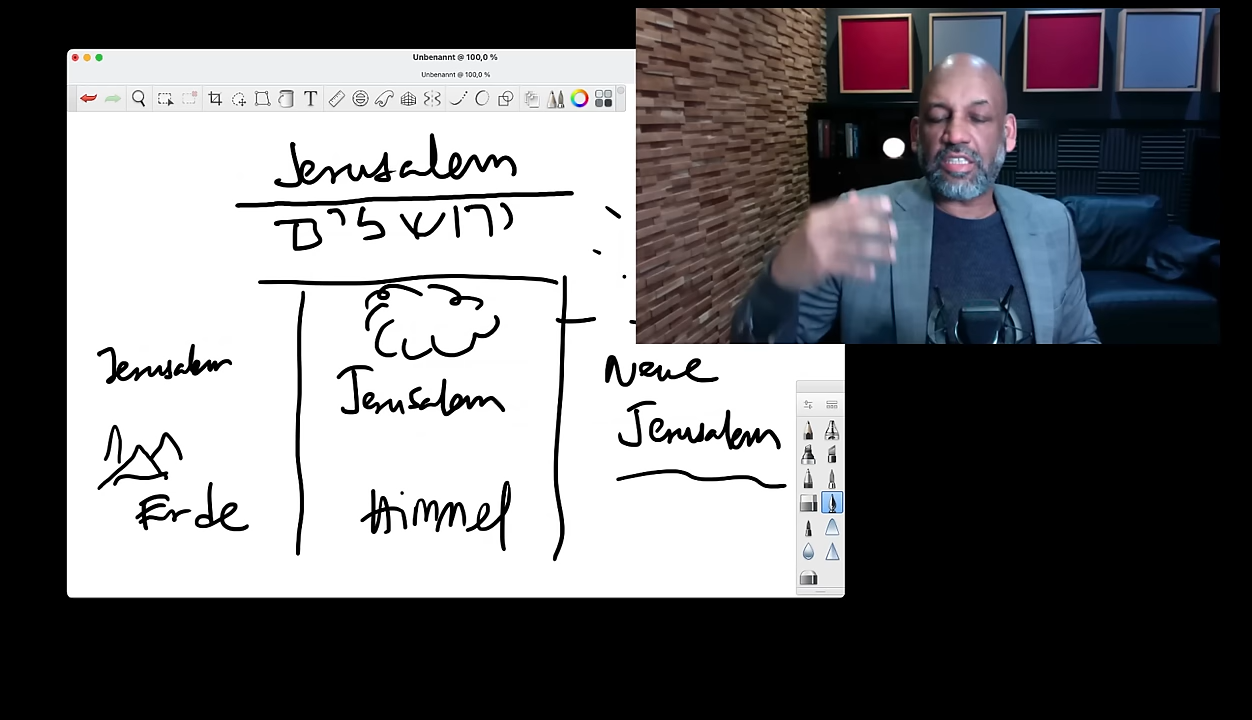 Unbenannt @ 100,0 %
Unbenannt @ 100,0 %
Jerusalem
ירושלים
Jerusalem
Erde
Jerusalem
Himmel
Neue
Jerusalem